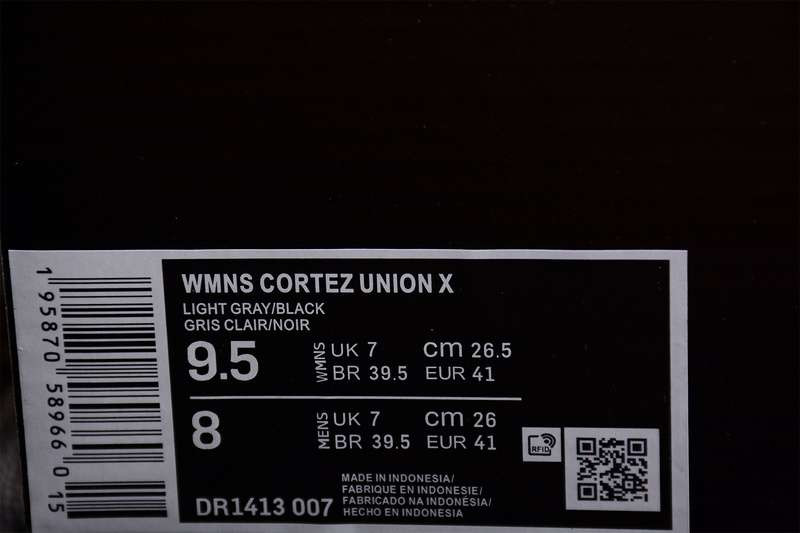 WMNS CORTEZ UNION X
LIGHT GRAY/BLACK
GRIS CLAIR/NOIR
9.5 WMNS UK 7 cm 26.5
BR 39.5 EUR 41
8 MENS UK 7 cm 26
BR 39.5 EUR 41
RFID
MADE IN INDONESIA/
FABRIQUE EN INDONESIE/
FABRICADO NA INDONÉSIA/
HECHO EN INDONESIA
DR1413 007
1 95870 58966 0 15